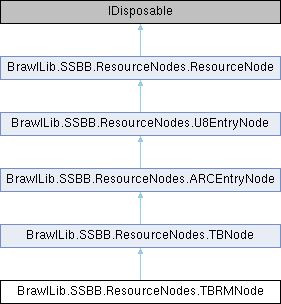 IDisposable
BrawlLib.SSBB.ResourceNodes.ResourceNode
BrawlLib.SSBB.ResourceNodes.U8EntryNode
BrawlLib.SSBB.ResourceNodes.ARCEntryNode
BrawlLib.SSBB.ResourceNodes.TBNode
BrawlLib.SSBB.ResourceNodes.TBRMNode